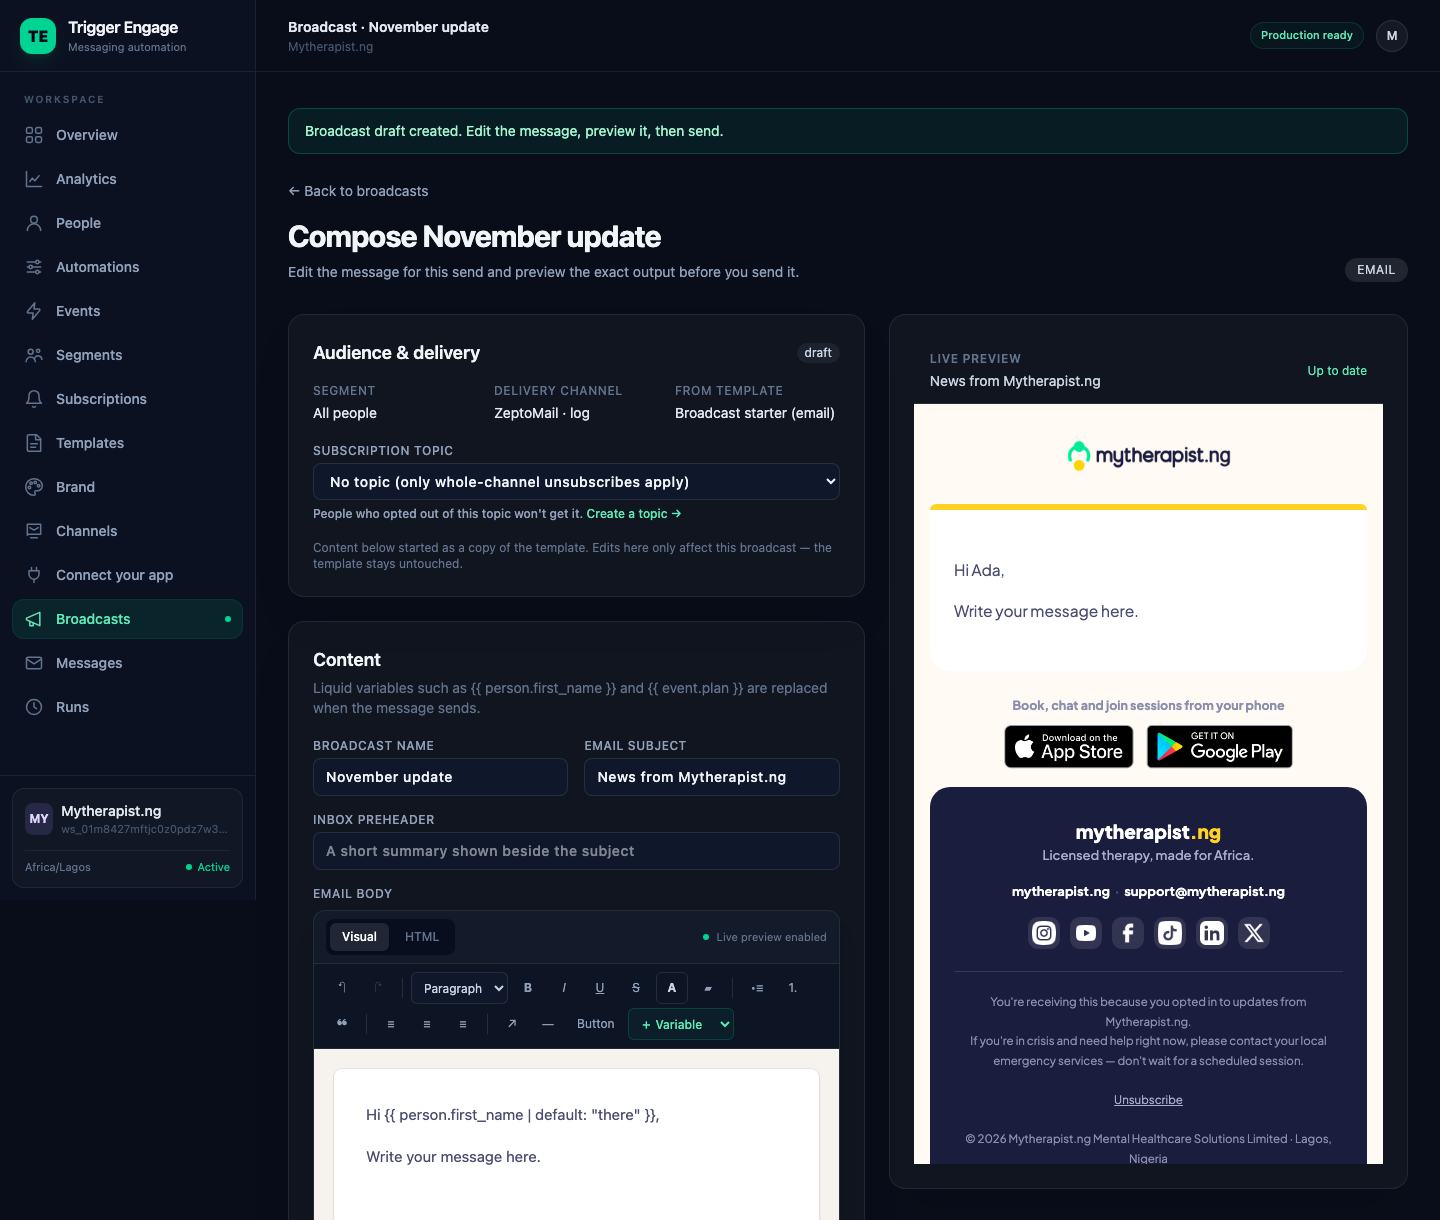 TE
Trigger Engage
Messaging automation
WORKSPACE
Overview
Analytics
People
Automations
Events
Segments
Subscriptions
Templates
Brand
Channels
Connect your app
Broadcasts
Messages
Runs
MY
Mytherapist.ng
ws_01m8427mftjc0z0pdz7w3...
Africa/Lagos
Active
Broadcast · November update
Mytherapist.ng
Production ready
M
Broadcast draft created. Edit the message, preview it, then send.
← Back to broadcasts
Compose November update
Edit the message for this send and preview the exact output before you send it.
EMAIL
Audience & delivery
draft
SEGMENT
All people
DELIVERY CHANNEL
ZeptoMail · log
FROM TEMPLATE
Broadcast starter (email)
SUBSCRIPTION TOPIC
No topic (only whole-channel unsubscribes apply)
People who opted out of this topic won't get it. Create a topic →
Content below started as a copy of the template. Edits here only affect this broadcast — the
template stays untouched.
Content
Liquid variables such as {{ person.first_name }} and {{ event.plan }} are replaced
when the message sends.
BROADCAST NAME
November update
EMAIL SUBJECT
News from Mytherapist.ng
INBOX PREHEADER
A short summary shown beside the subject
EMAIL BODY
Visual
HTML
Live preview enabled
Paragraph
B
I
U
S
A
1.
Button
+ Variable
Hi {{ person.first_name | default: "there" }},
Write your message here.
LIVE PREVIEW
News from Mytherapist.ng
Up to date
mytherapist.ng
Hi Ada,
Write your message here.
Book, chat and join sessions from your phone
Download on the
App Store
GET IT ON
Google Play
mytherapist.ng
Licensed therapy, made for Africa.
mytherapist.ng · support@mytherapist.ng
You're receiving this because you opted in to updates from
Mytherapist.ng.
If you're in crisis and need help right now, please contact your local
emergency services — don't wait for a scheduled session.
Unsubscribe
© 2026 Mytherapist.ng Mental Healthcare Solutions Limited · Lagos,
Nigeria